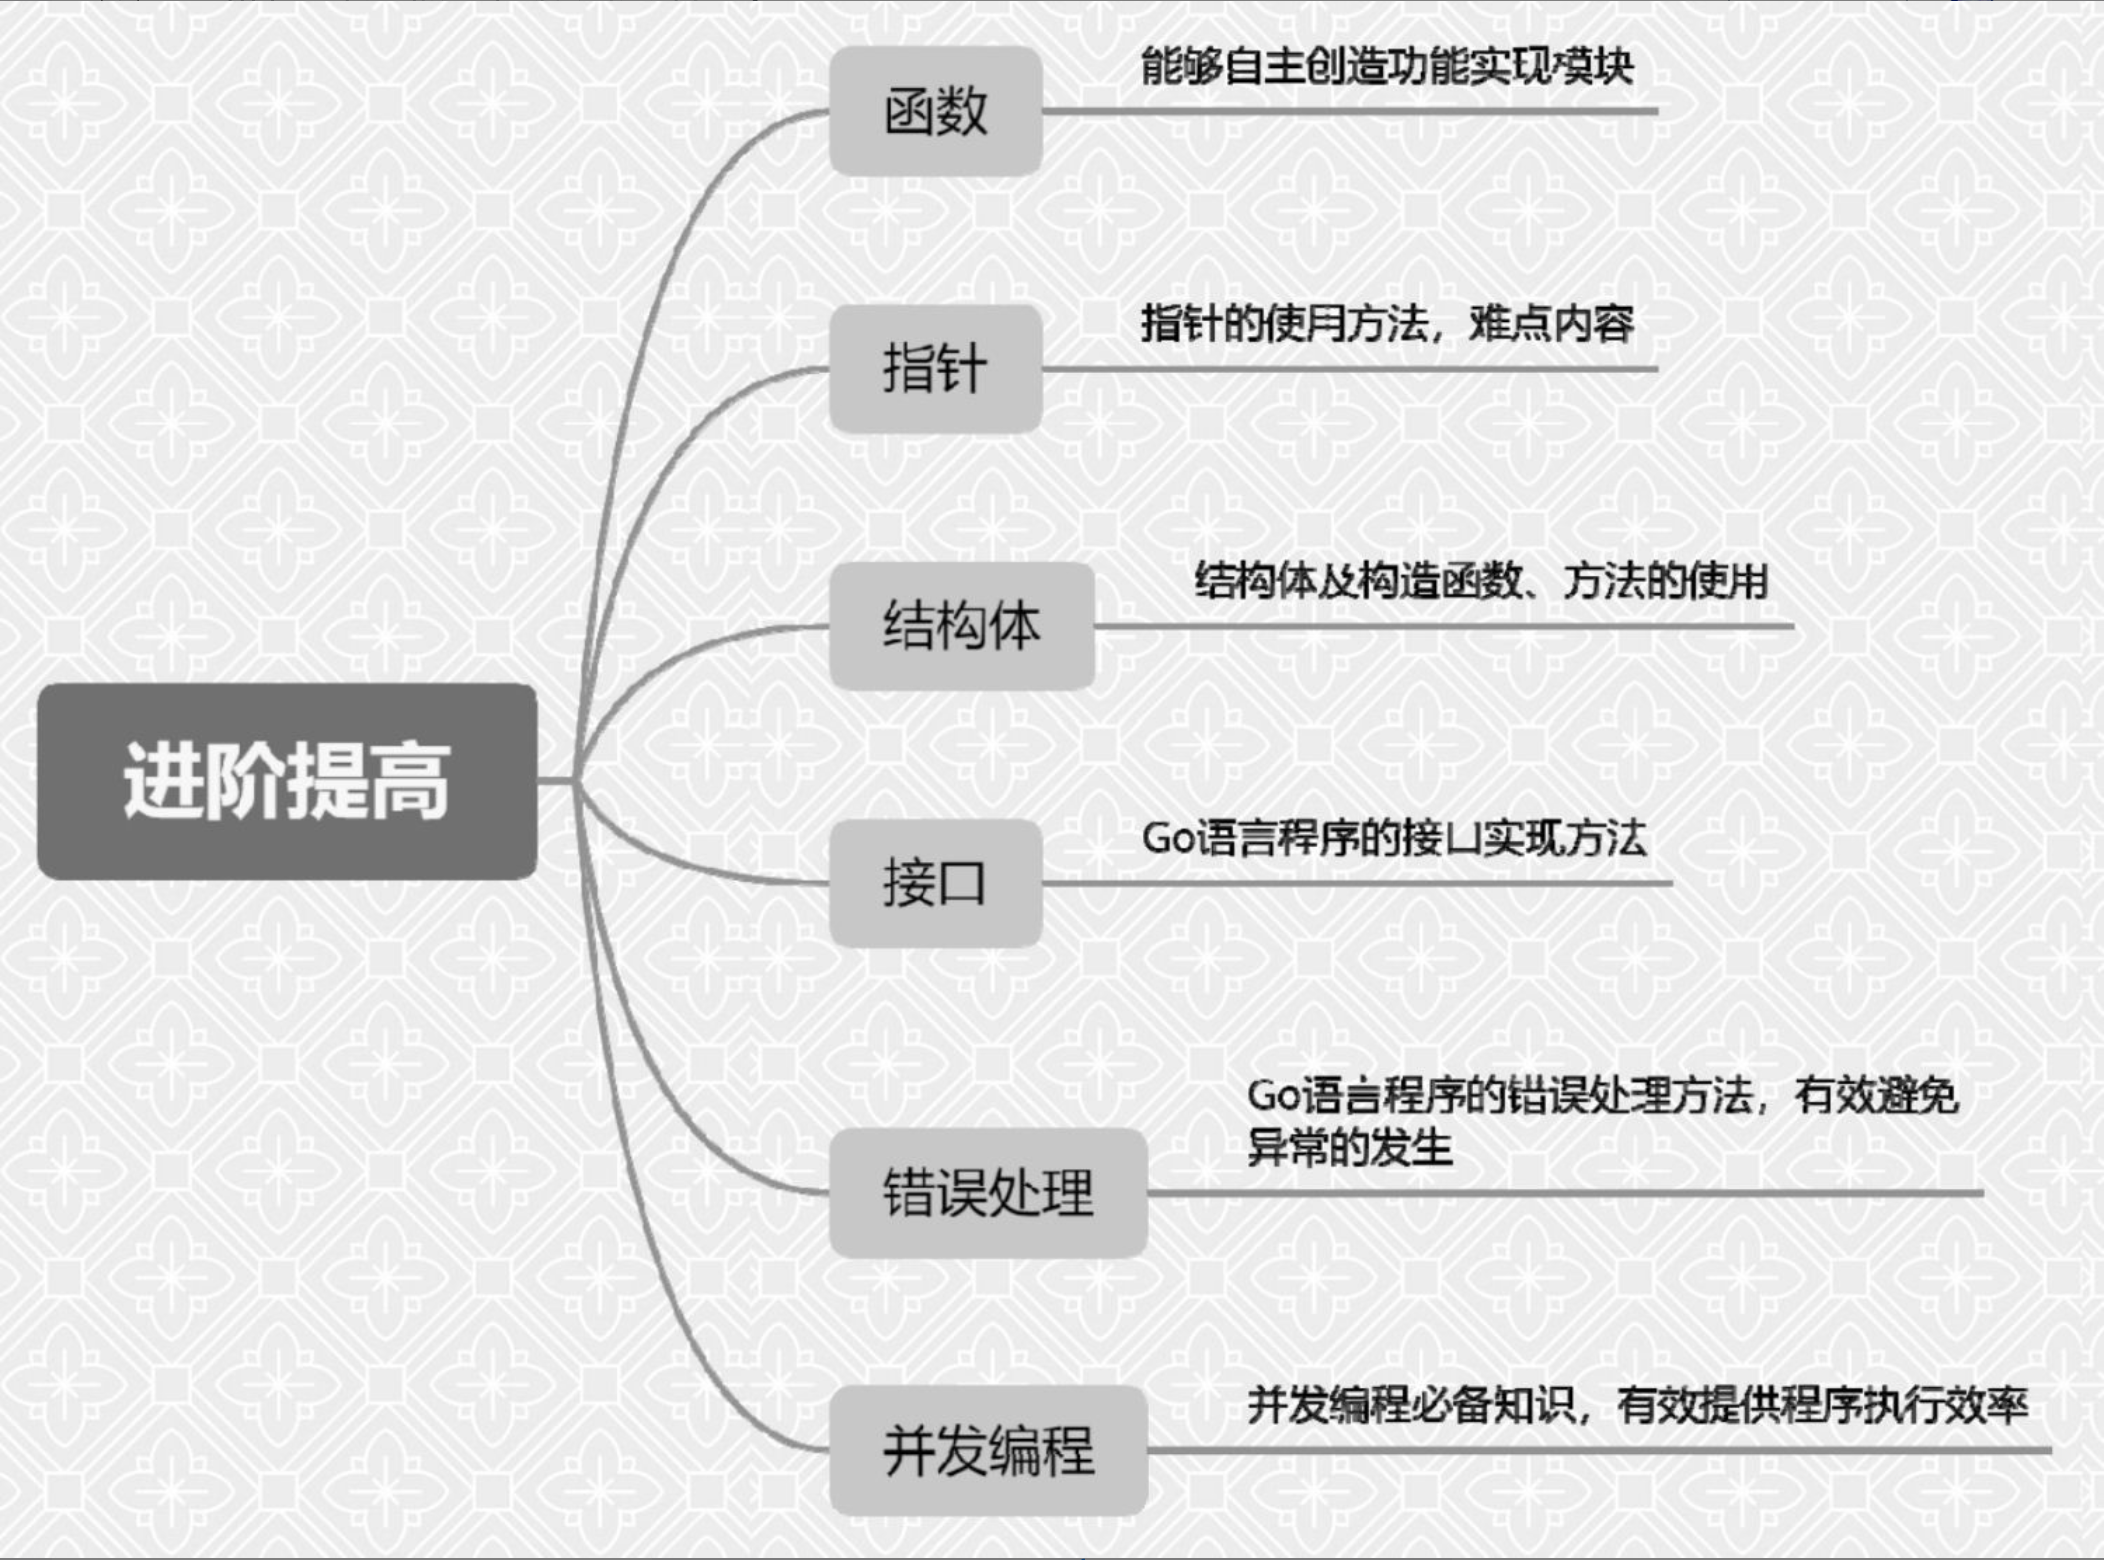 函数
能够自主创造功能实现模块
指针
指针的使用方法，难点内容
结构体
结构体及构造函数、方法的使用
进阶提高
接口
Go语言程序的接口实现方法
错误处理
Go语言程序的错误处理方法，有效避免
异常的发生
并发编程
并发编程必备知识，有效提供程序执行效率